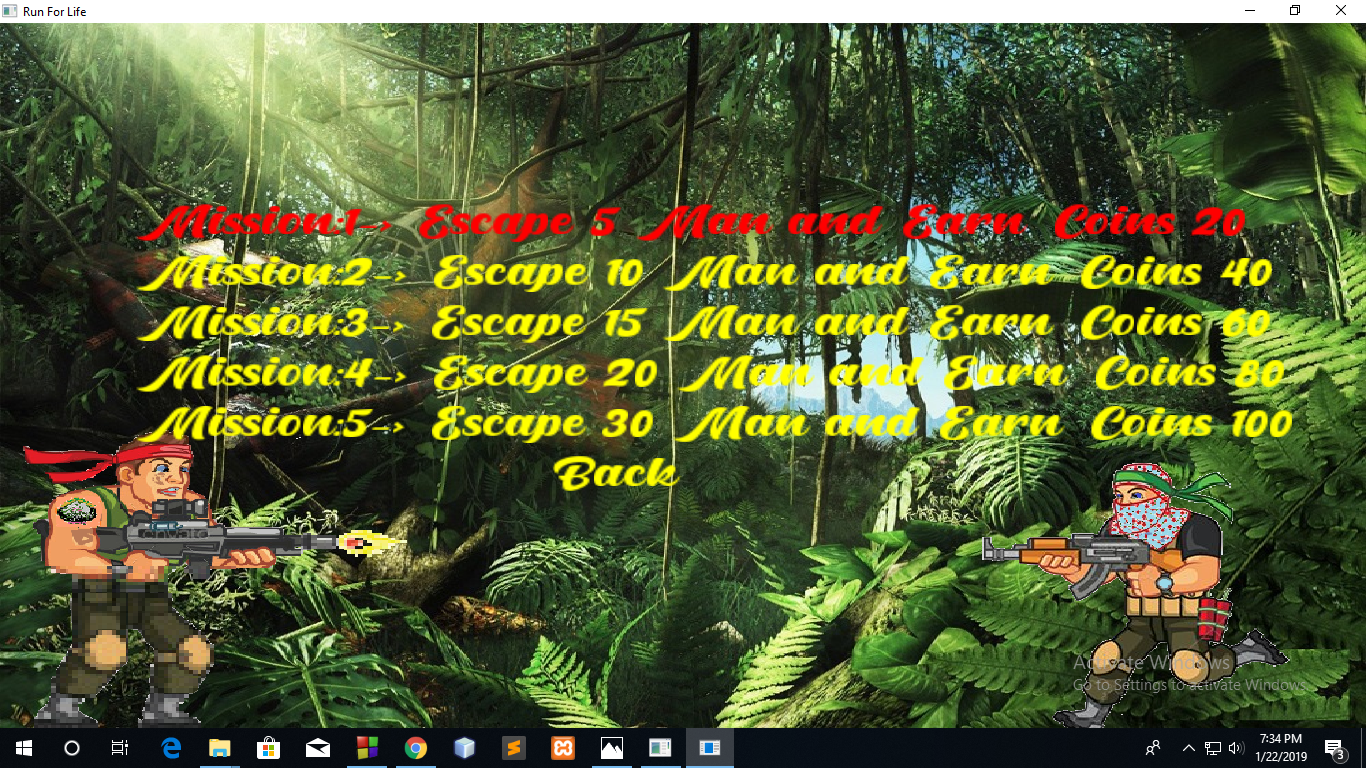 Run For Life
Mission:1-> Escape 5 Man and Earn Coins 20
Mission:2-> Escape 10 Man and Earn Coins 40
Mission:3-> Escape 15 Man and Earn Coins 60
Mission:4-> Escape 20 Man and Earn Coins 80
Mission:5-> Escape 30 Man and Earn Coins 100
Back
Activate Windows
Go to Settings to activate Windows.
7:34 PM
1/22/2019
3